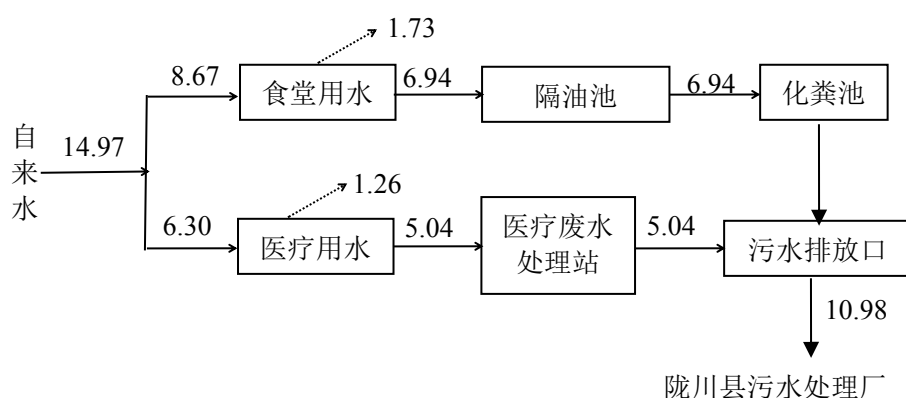 1.73
8.67
食堂用水
6.94
隔油池
6.94
化粪池
自来水
14.97
1.26
6.30
医疗用水
5.04
医疗废水
处理站
5.04
污水排放口
10.98
陇川县污水处理厂